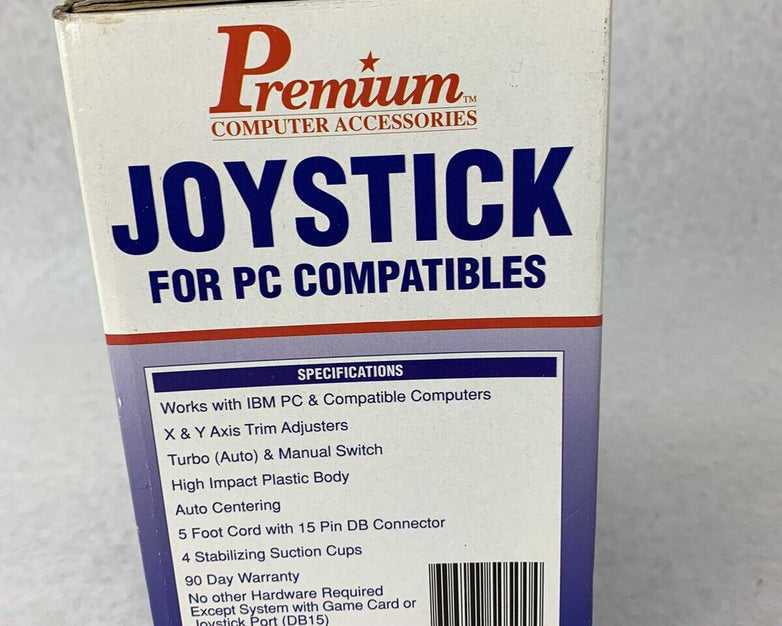 Premium TM
COMPUTER ACCESSORIES
JOYSTICK
FOR PC COMPATIBLES
SPECIFICATIONS
Works with IBM PC & Compatible Computers
X & Y Axis Trim Adjusters
Turbo (Auto) & Manual Switch
High Impact Plastic Body
Auto Centering
5 Foot Cord with 15 Pin DB Connector
4 Stabilizing Suction Cups
90 Day Warranty
No other Hardware Required
Except System with Game Card or
Joystick Port (DB15)